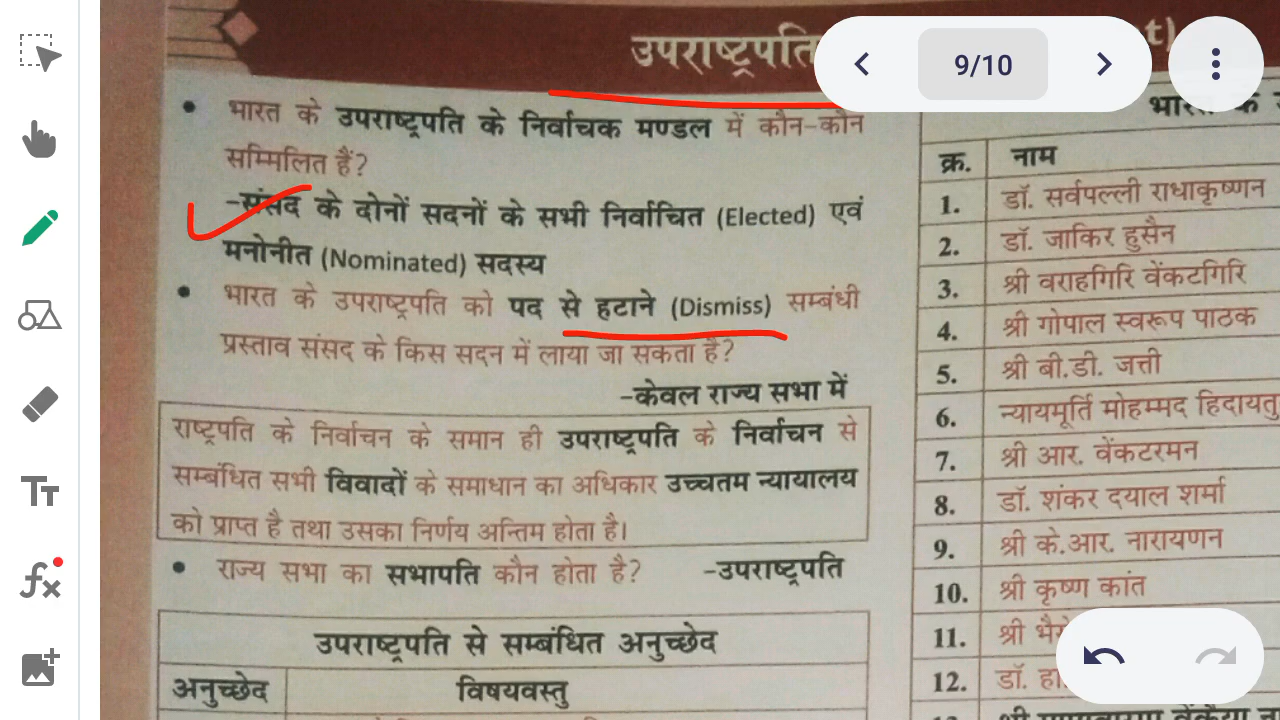 उपराष्ट्रपति
t)
9/10
भारत के उपराष्ट्रपति के निर्वाचक मण्डल में कौन-कौन
सम्मिलित हैं?
-संसद के दोनों सदनों के सभी निर्वाचित (Elected) एवं
मनोनीत (Nominated) सदस्य
भारत के उपराष्ट्रपति को पद से हटाने (Dismiss) सम्बंधी
प्रस्ताव संसद के किस सदन में लाया जा सकता है?
-केवल राज्य सभा में
राष्ट्रपति के निर्वाचन के समान ही उपराष्ट्रपति के निर्वाचन से
सम्बंधित सभी विवादों के समाधान का अधिकार उच्चतम न्यायालय
को प्राप्त है तथा उसका निर्णय अन्तिम होता है।
राज्य सभा का सभापति कौन होता है? -उपराष्ट्रपति
उपराष्ट्रपति से सम्बंधित अनुच्छेद
अनुच्छेद विषयवस्तु
क्र. नाम
1. डॉ. सर्वपल्ली राधाकृष्णन
2. डॉ. जाकिर हुसैन
3. श्री वराहगिरि वेंकटगिरि
4. श्री गोपाल स्वरूप पाठक
5. श्री बी.डी. जत्ती
6. न्यायमूर्ति मोहम्मद हिदायतु
7. श्री आर. वेंकटरमन
8. डॉ. शंकर दयाल शर्मा
9. श्री के.आर. नारायणन
10. श्री कृष्ण कांत
11. श्री
12. डॉ.
TT
fx